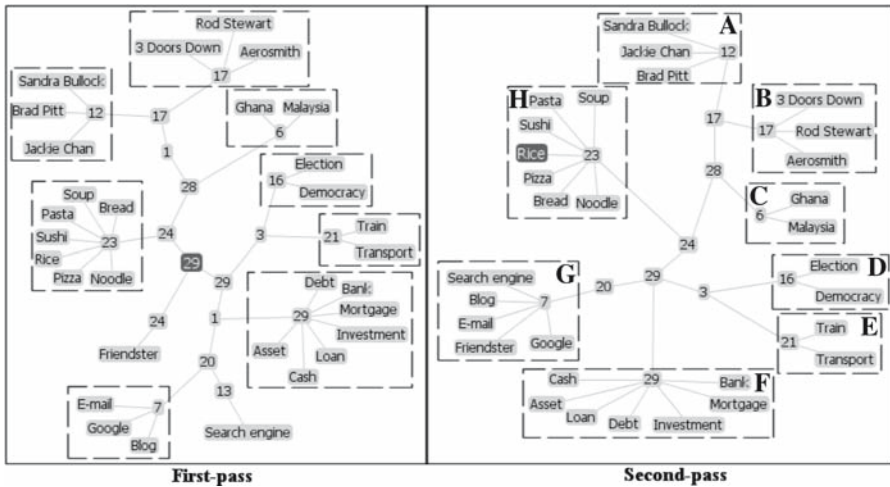 Rod Stewart
3 Doors Down
Aerosmith
17
Sandra Bullock
Brad Pitt
12
Jackie Chan
17
1
Ghana
Malaysia
6
28
Election
16
Democracy
Soup
Bread
Pasta
Sushi
23
Rice
Pizza
Noodle
24
3
21
Train
Transport
29
29
24
Friendster
1
Debt
Bank
Mortgage
29
Investment
Asset
Loan
Cash
20
13
E-mail
7
Google
Blog
Search engine
First-pass
Sandra Bullock
A
Jackie Chan
12
Brad Pitt
H
Pasta
Soup
Sushi
Rice
23
Pizza
Bread
Noodle
B
3 Doors Down
17
17
Rod Stewart
Aerosmith
28
C
Ghana
6
Malaysia
24
D
Election
16
Democracy
Search engine
G
Blog
7
20
29
3
E-mail
Friendster
Google
E
Train
21
Transport
Cash
29
Bank
F
Asset
Mortgage
Loan
Debt
Investment
Second-pass